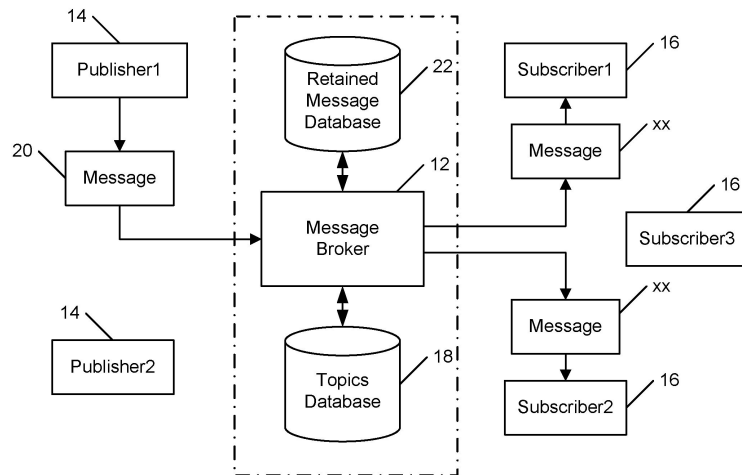 14
Publisher1
20
Message
14
Publisher2
Retained
Message
Database
22
12
Message
Broker
Topics
Database
18
16
Subscriber1
xx
Message
16
Subscriber3
xx
Message
16
Subscriber2